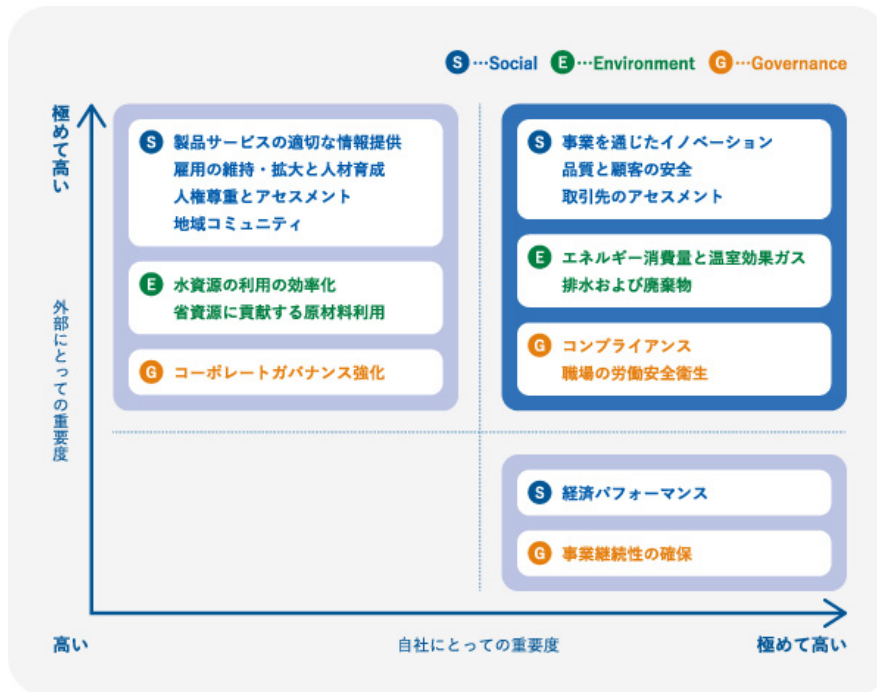 S…Social E…Environment G…Governance
極めて高い
S 製品サービスの適切な情報提供
雇用の維持・拡大と人材育成
人権尊重とアセスメント
地域コミュニティ
E 水資源の利用の効率化
省資源に貢献する原材料利用
G コーポレートガバナンス強化
S 事業を通じたイノベーション
品質と顧客の安全
取引先のアセスメント
E エネルギー消費量と温室効果ガス
排水および廃棄物
G コンプライアンス
職場の労働安全衛生
外部にとっての重要度
S 経済パフォーマンス
G 事業継続性の確保
高い
自社にとっての重要度
極めて高い